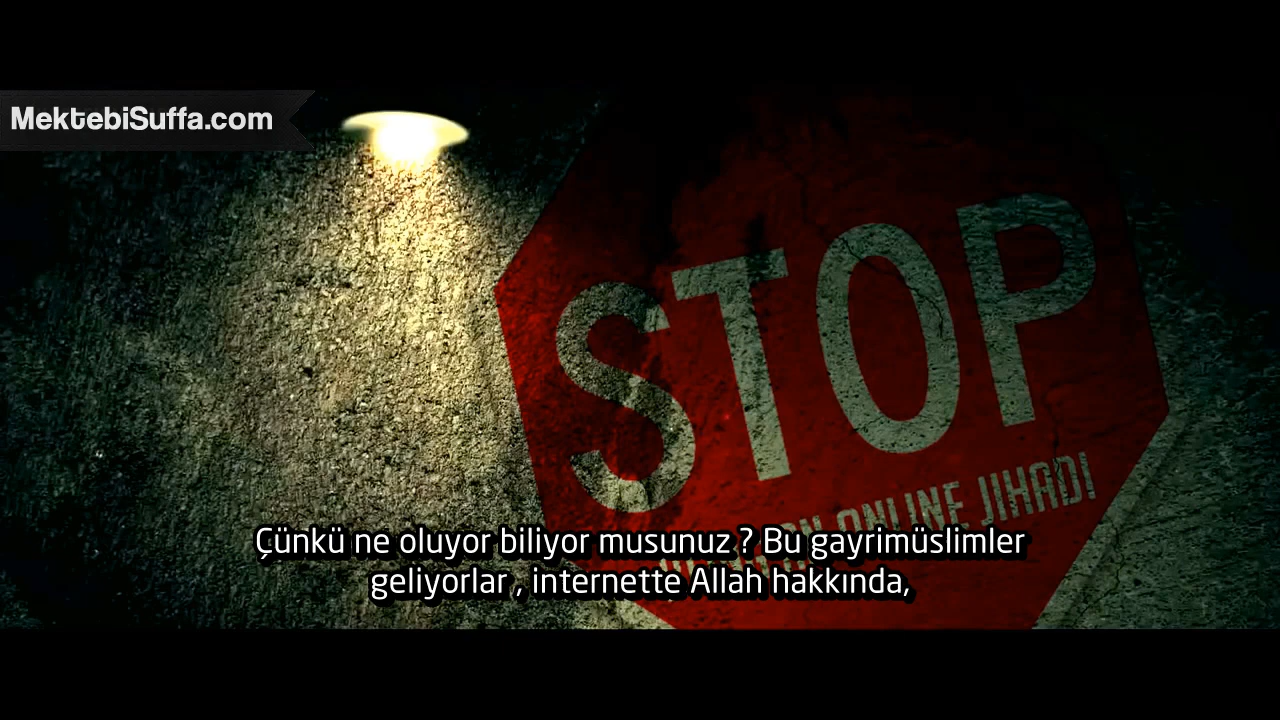 MektebiSuffa.com
STOP
ONLINE JIHAD!
Çünkü ne oluyor biliyor musunuz ? Bu gayrimüslimler
geliyorlar , internette Allah hakkında,